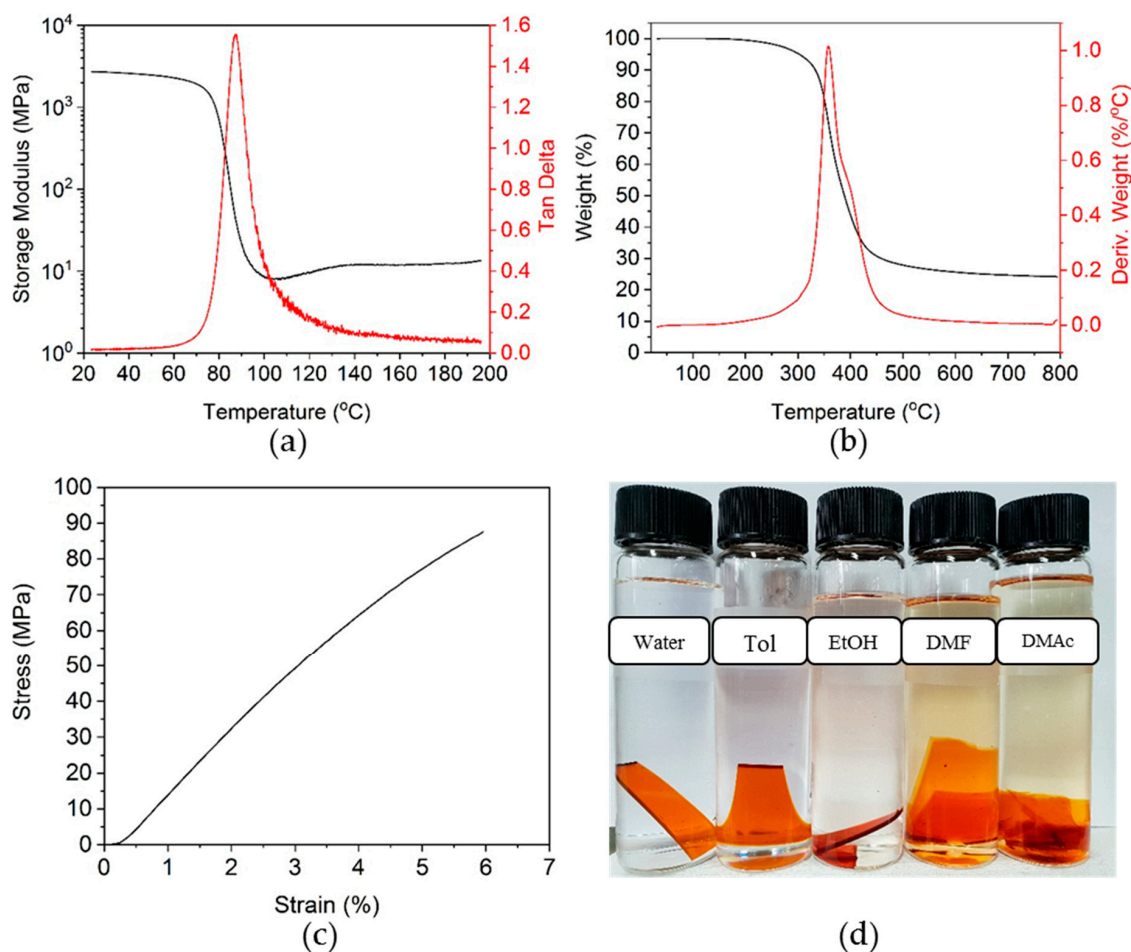 10⁴
10³
10²
10¹
10⁰
Storage Modulus (MPa)
1.6
1.4
1.2
1.0
0.8
0.6
0.4
0.2
0.0
Tan Delta
20 40 60 80 100 120 140 160 180 200
Temperature (°C)
(a)
100
90
80
70
60
50
40
30
20
10
0
Weight (%)
1.0
0.8
0.6
0.4
0.2
0.0
Deriv. Weight (%/°C)
100 200 300 400 500 600 700 800
Temperature (°C)
(b)
100
90
80
70
60
50
40
30
20
10
0
Stress (MPa)
0 1 2 3 4 5 6 7
Strain (%)
(c)
Water Tol EtOH DMF DMAc
(d)